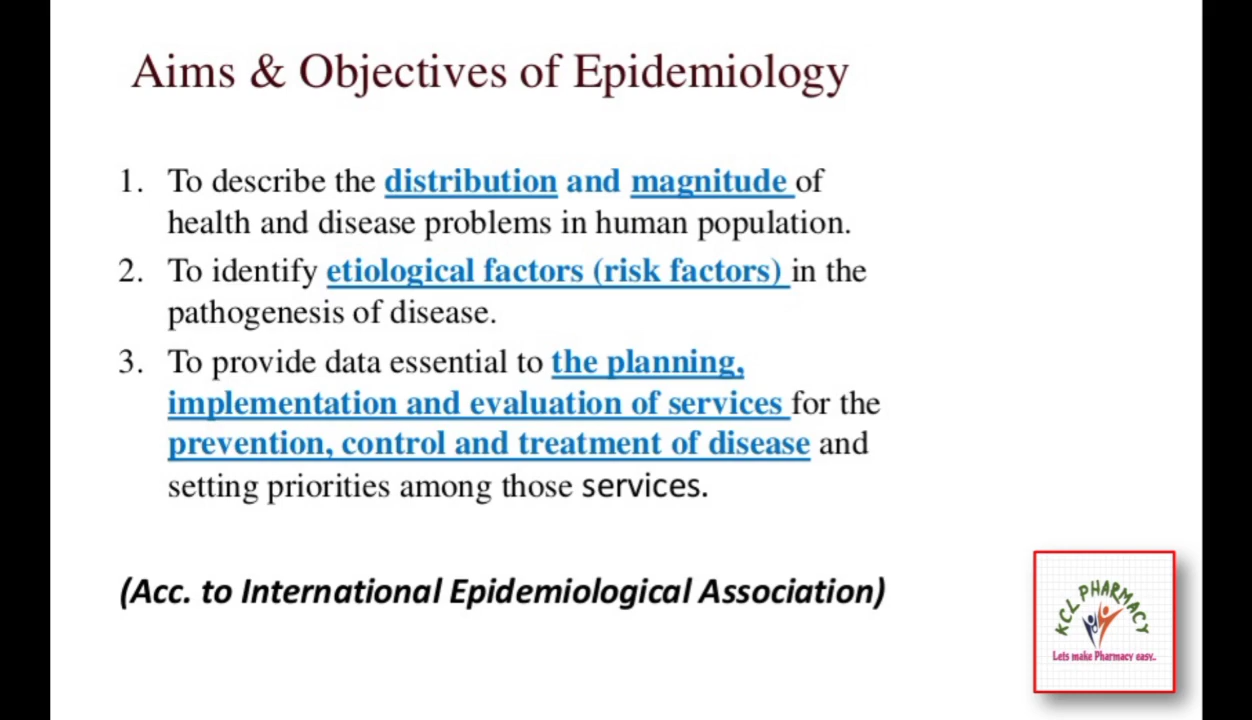 Aims & Objectives of Epidemiology
1. To describe the distribution and magnitude of
health and disease problems in human population.
2. To identify etiological factors (risk factors) in the
pathogenesis of disease.
3. To provide data essential to the planning,
implementation and evaluation of services for the
prevention, control and treatment of disease and
setting priorities among those services.
(Acc. to International Epidemiological Association)
KCL PHARMACY
Lets make Pharmacy easy.